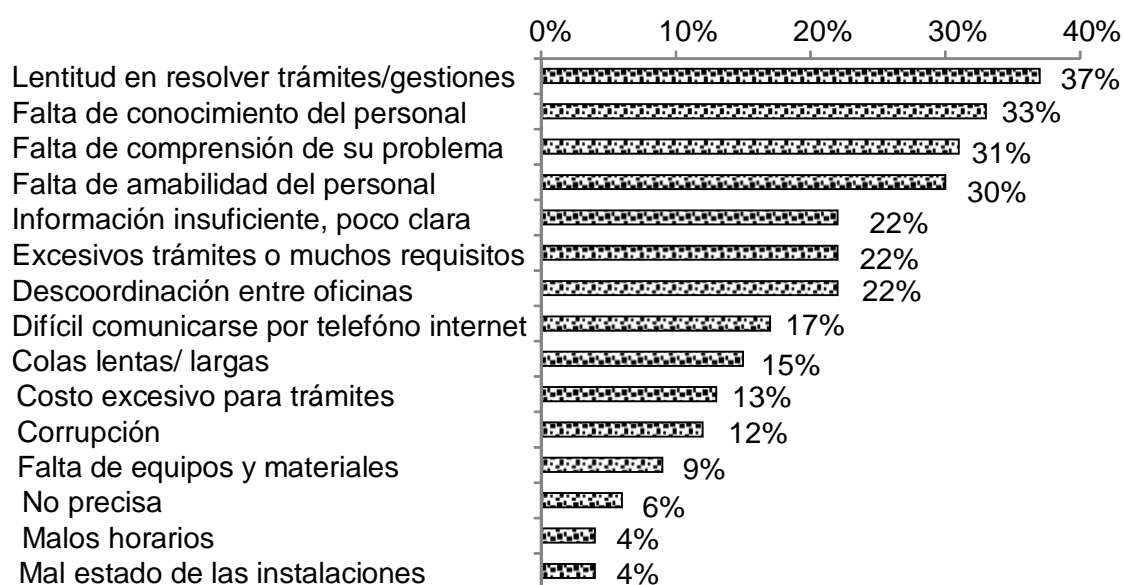 0% 10% 20% 30% 40%
Lentitud en resolver trámites/gestiones 37%
Falta de conocimiento del personal 33%
Falta de comprensión de su problema 31%
Falta de amabilidad del personal 30%
Información insuficiente, poco clara 22%
Excesivos trámites o muchos requisitos 22%
Descoordinación entre oficinas 22%
Difícil comunicarse por telefóno internet 17%
Colas lentas/ largas 15%
Costo excesivo para trámites 13%
Corrupción 12%
Falta de equipos y materiales 9%
No precisa 6%
Malos horarios 4%
Mal estado de las instalaciones 4%